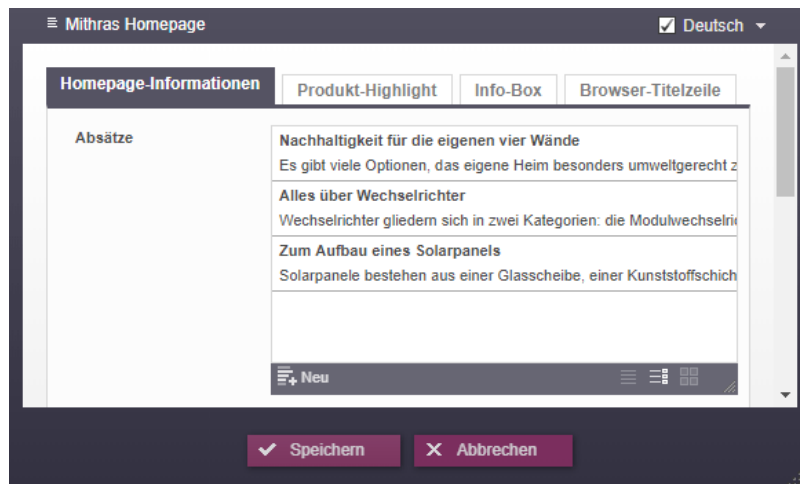 Mithras Homepage
Deutsch
Homepage-Informationen
Produkt-Highlight
Info-Box
Browser-Titelzeile
Absätze
Nachhaltigkeit für die eigenen vier Wände
Es gibt viele Optionen, das eigene Heim besonders umweltgerecht z
Alles über Wechselrichter
Wechselrichter gliedern sich in zwei Kategorien: die Modulwechselric
Zum Aufbau eines Solarpanels
Solarpanele bestehen aus einer Glasscheibe, einer Kunststoffschich
Neu
Speichern
Abbrechen